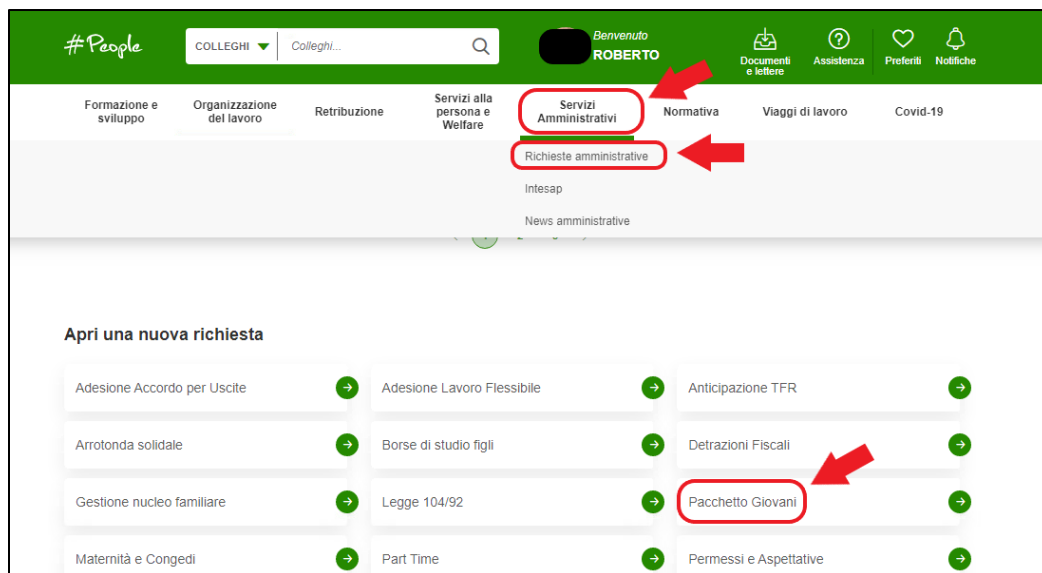 #People
COLLEGHI
Colleghi...
Benvenuto
ROBERTO
Documenti
e lettere
Assistenza
Preferiti
Notifiche
Formazione e
sviluppo
Organizzazione
del lavoro
Retribuzione
Servizi alla
persona e
Welfare
Servizi
Amministrativi
Normativa
Viaggi di lavoro
Covid-19
Richieste amministrative
Intesap
News amministrative
Apri una nuova richiesta
Adesione Accordo per Uscite
Adesione Lavoro Flessibile
Anticipazione TFR
Arrotonda solidale
Borse di studio figli
Detrazioni Fiscali
Gestione nucleo familiare
Legge 104/92
Pacchetto Giovani
Maternità e Congedi
Part Time
Permessi e Aspettative